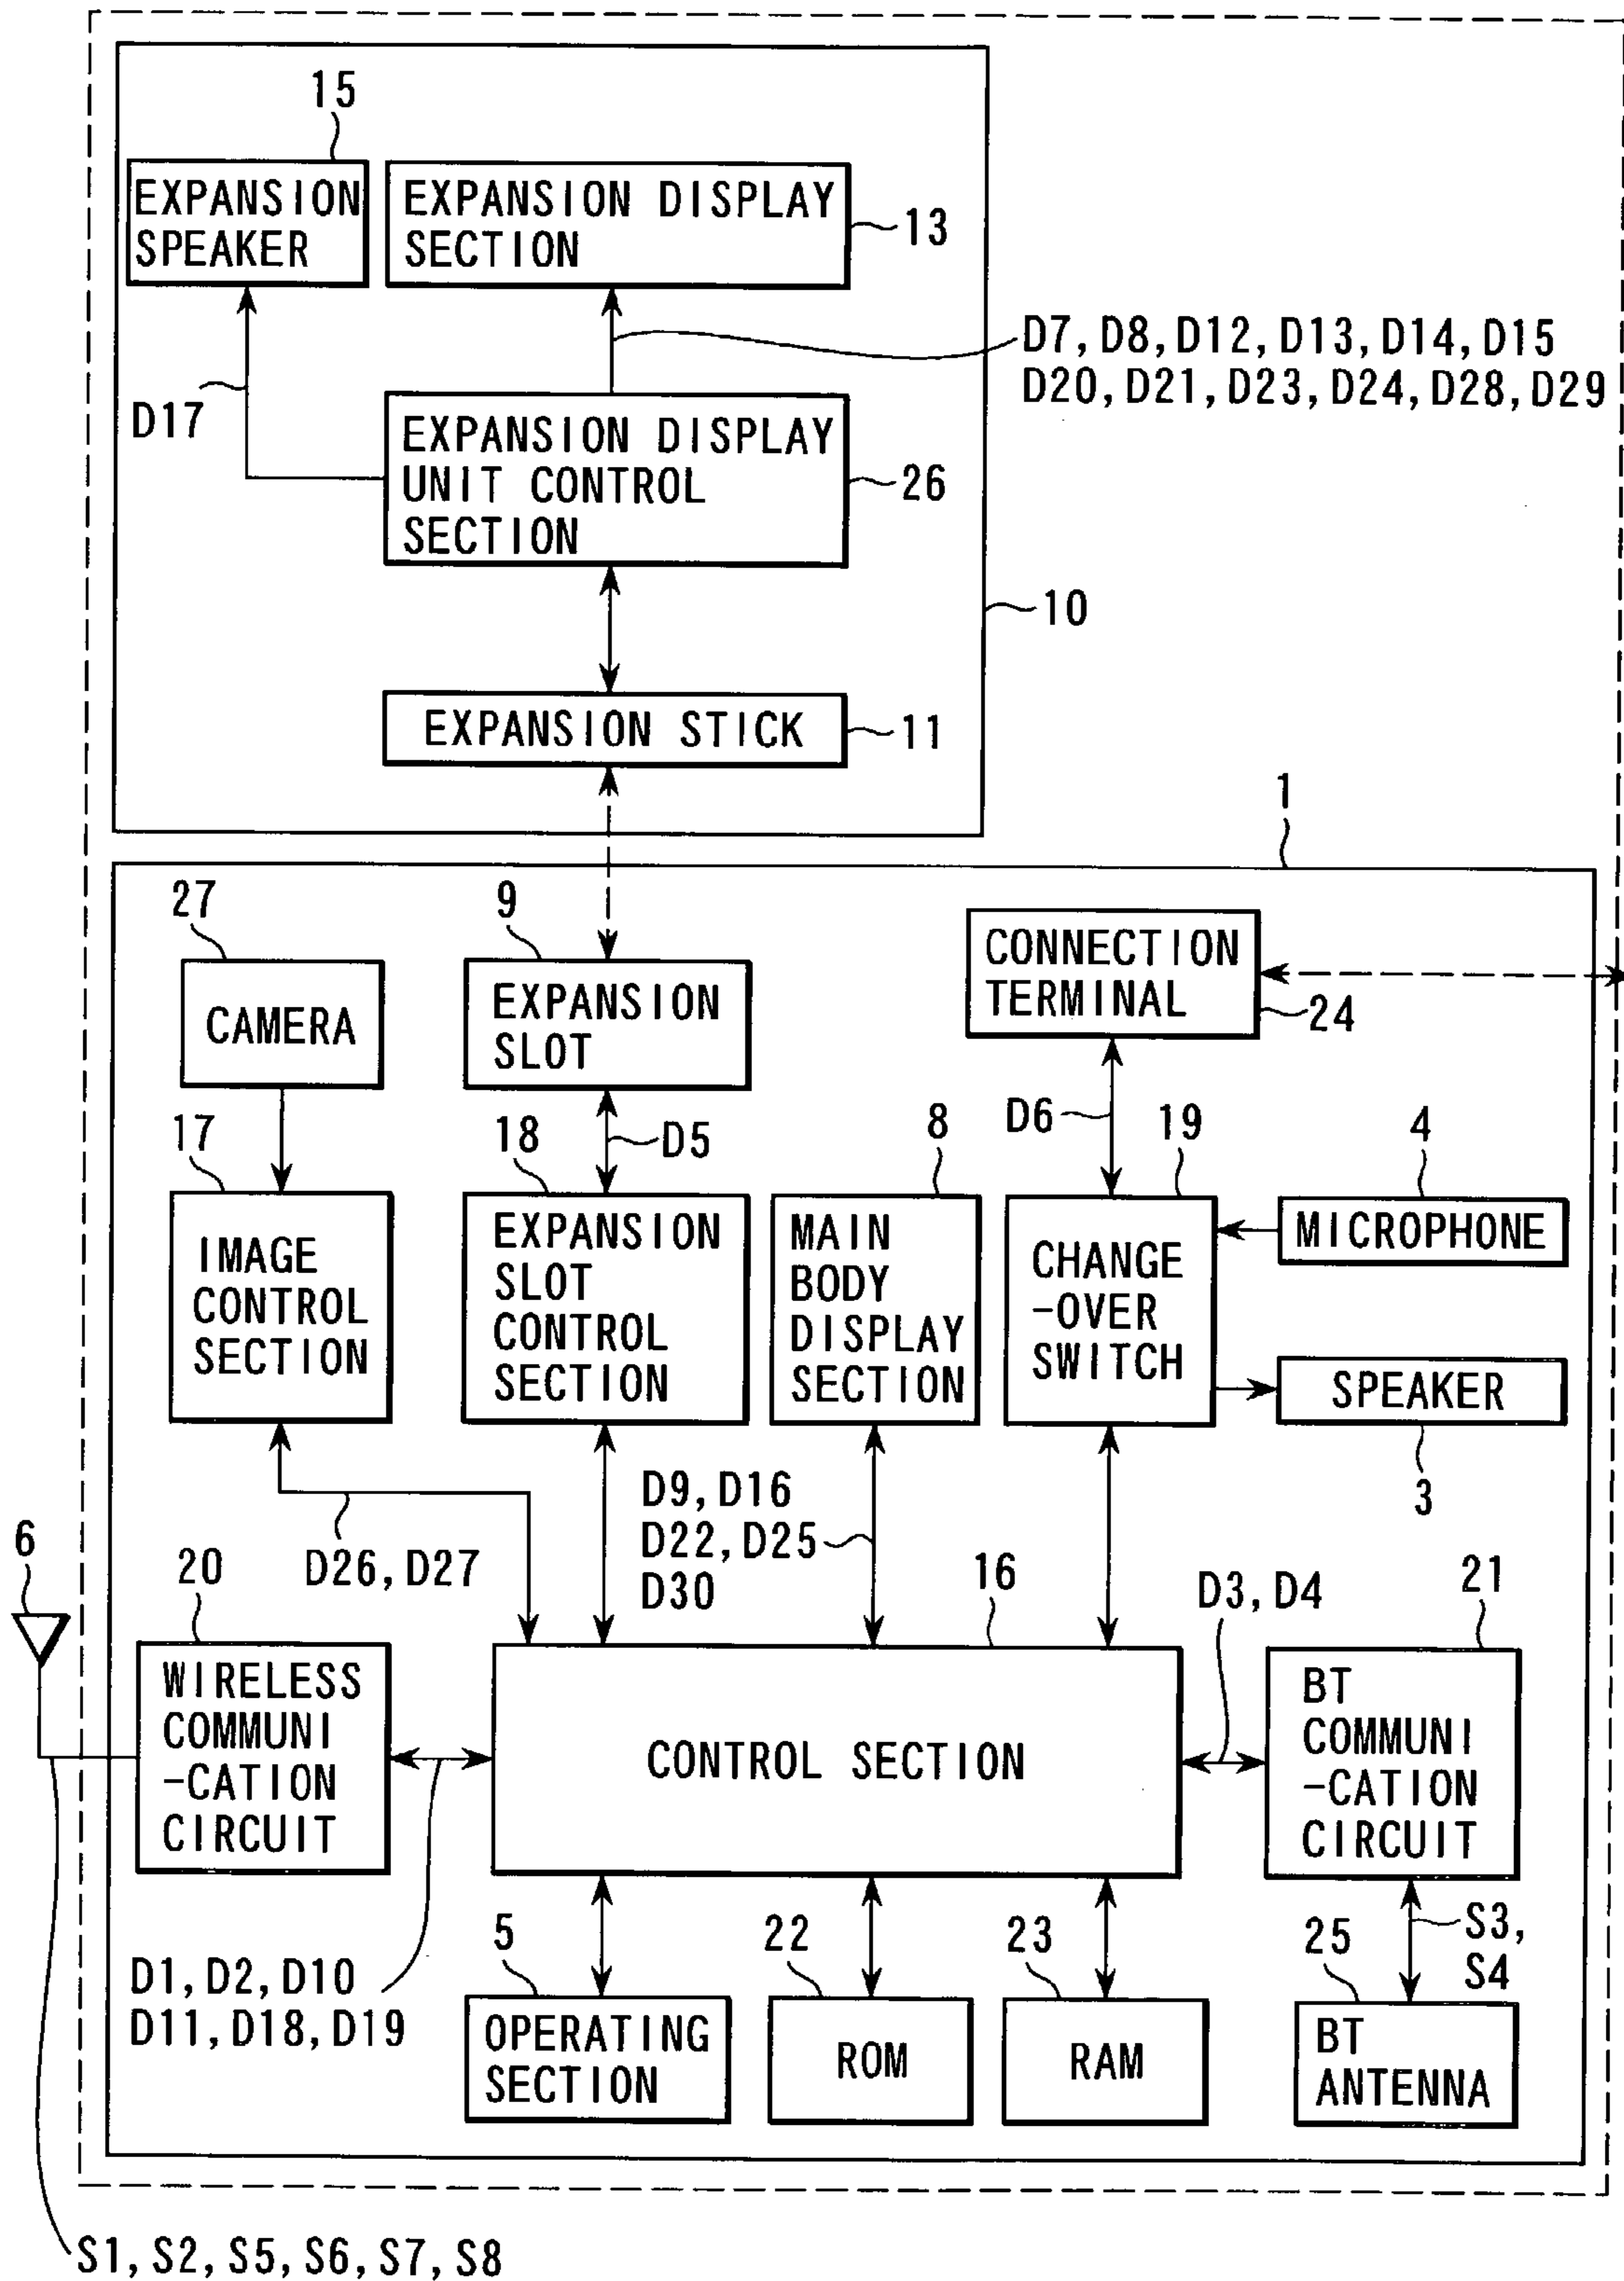 15
EXPANSION
SPEAKER
EXPANSION DISPLAY
SECTION
13
D7, D8, D12, D13, D14, D15
D20, D21, D23, D24, D28, D29
D17
EXPANSION DISPLAY
UNIT CONTROL
SECTION
26
10
EXPANSION STICK
11
1
27
9
CAMERA
EXPANSION
SLOT
CONNECTION
TERMINAL
24
17
18
D5
8
D6
19
4
IMAGE
CONTROL
SECTION
EXPANSION
SLOT
CONTROL
SECTION
MAIN
BODY
DISPLAY
SECTION
CHANGE
-OVER
SWITCH
MICROPHONE
SPEAKER
3
D9, D16
D22, D25
D30
D26, D27
6
20
16
D3, D4
21
WIRELESS
COMMUNI
-CATION
CIRCUIT
CONTROL SECTION
BT
COMMUNI
-CATION
CIRCUIT
D1, D2, D10
D11, D18, D19
5
22
23
25
S3,
S4
OPERATING
SECTION
ROM
RAM
BT
ANTENNA
S1, S2, S5, S6, S7, S8